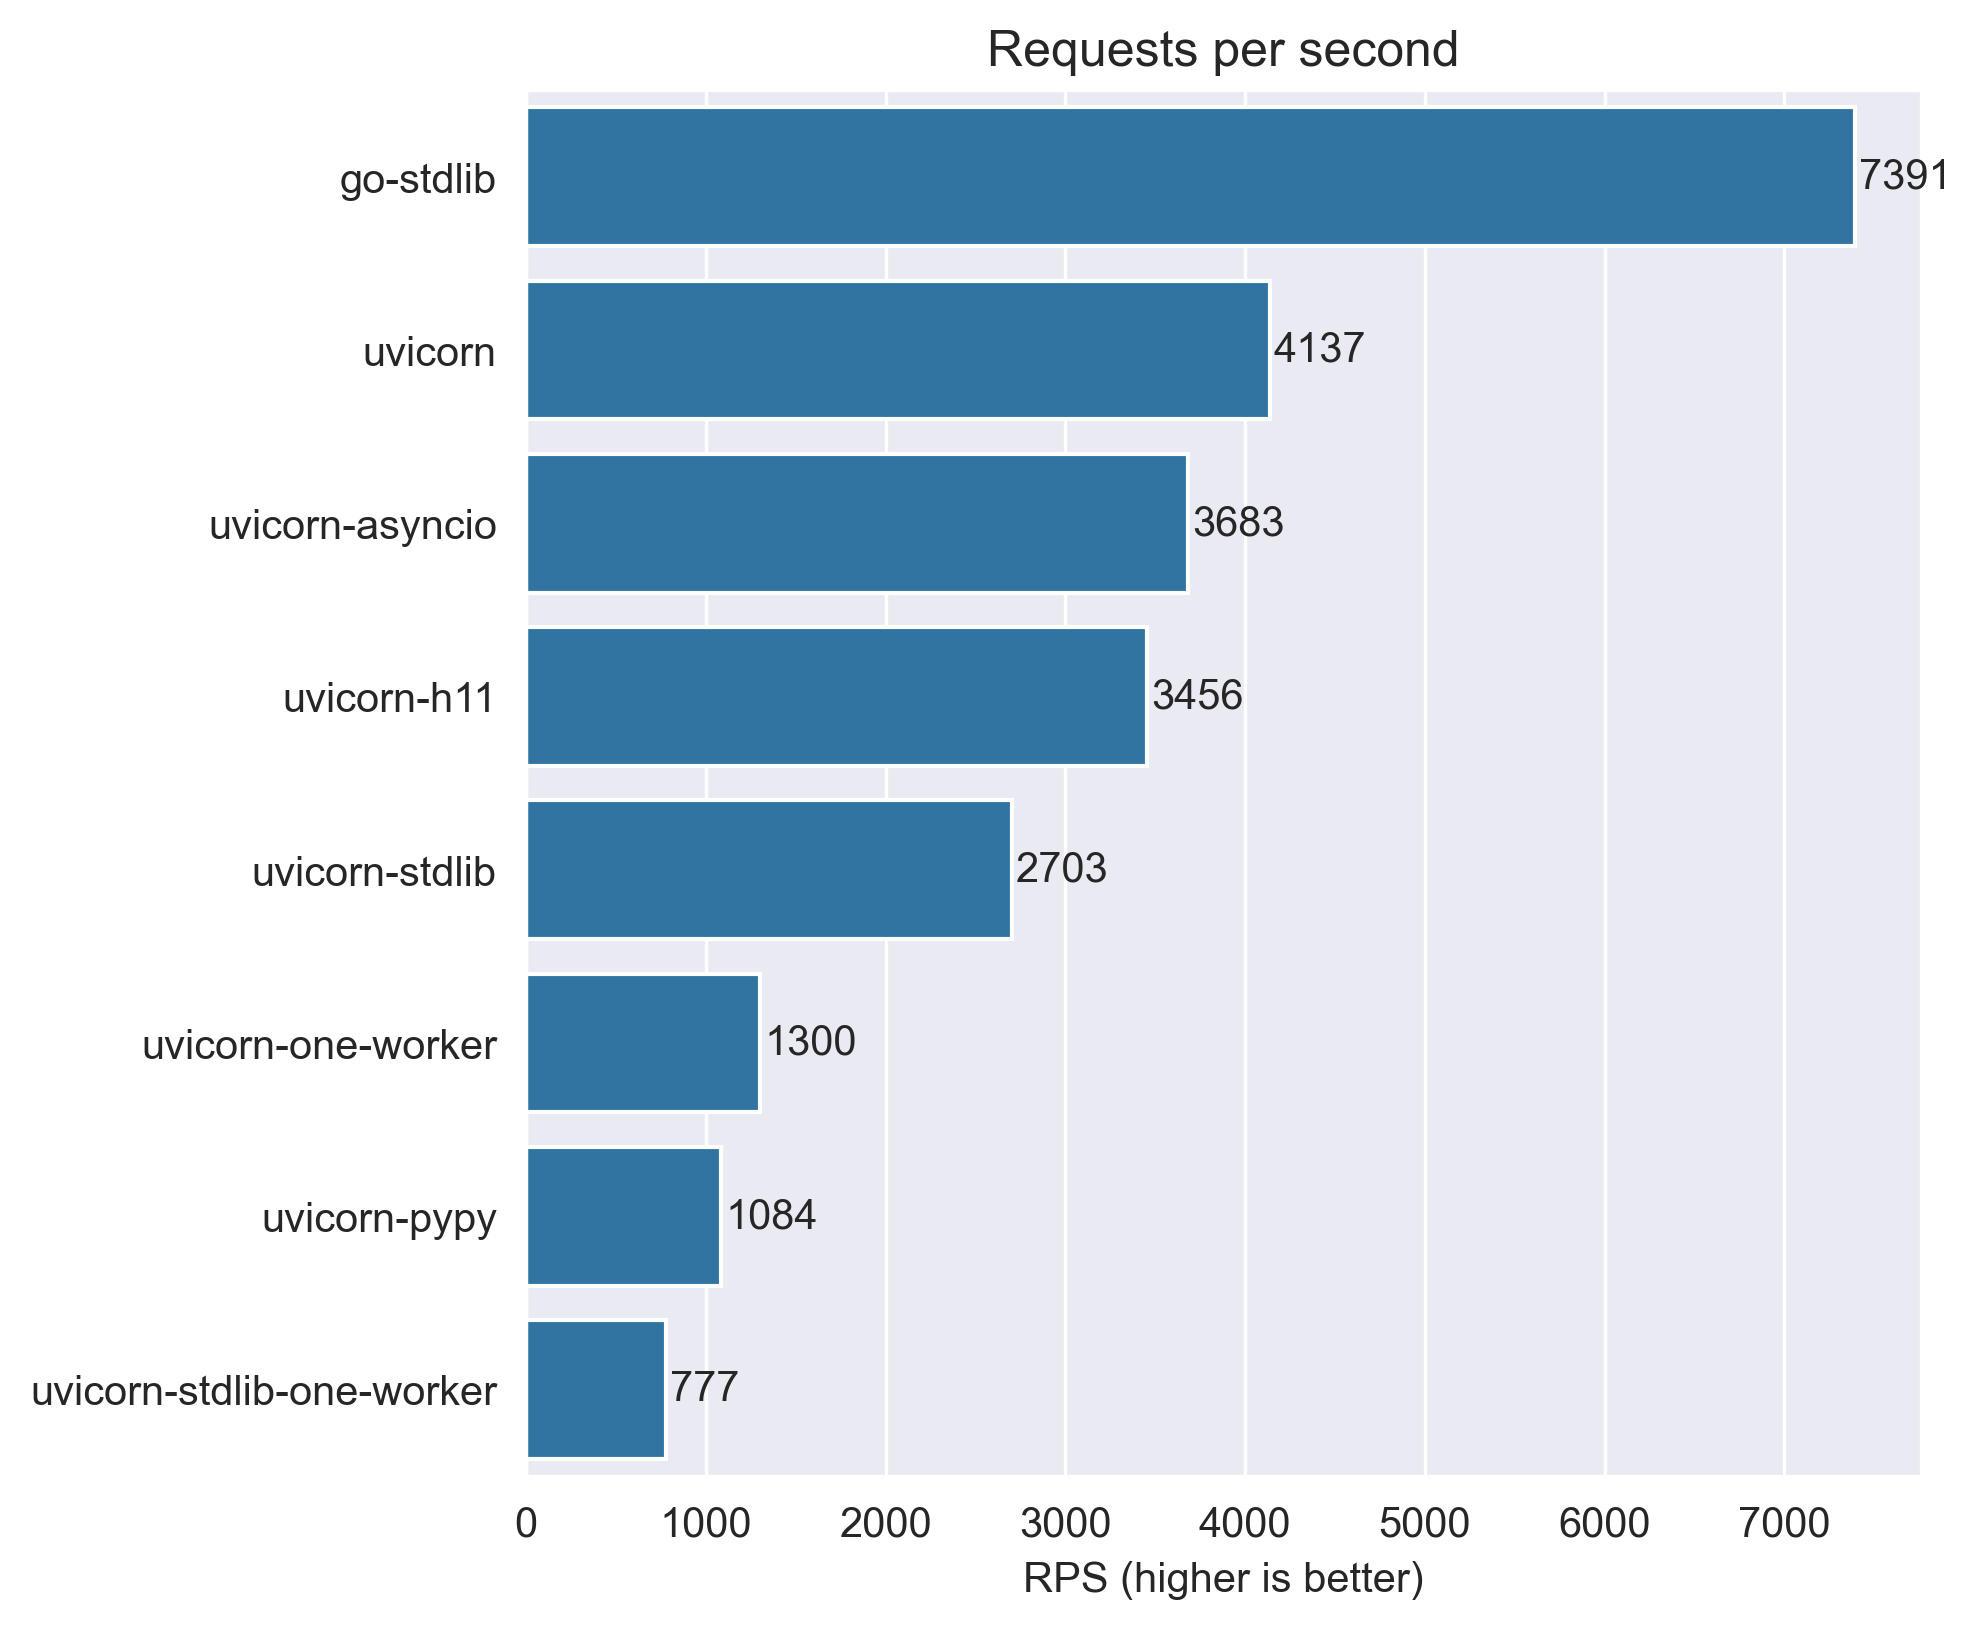 Requests per second
go-stdlib 7391
uvicorn 4137
uvicorn-asyncio 3683
uvicorn-h11 3456
uvicorn-stdlib 2703
uvicorn-one-worker 1300
uvicorn-pypy 1084
uvicorn-stdlib-one-worker 777
0 1000 2000 3000 4000 5000 6000 7000
RPS (higher is better)